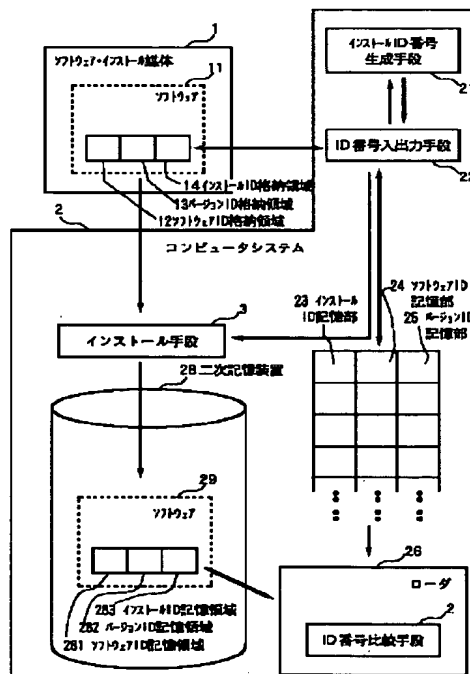 1
ソフトウェア・インストール媒体
11
ソフトウェア
14インストールID格納領域
13バージョンID格納領域
12ソフトウェアID格納領域
インストールID番号
生成手段
21
ID番号入出力手段
22
2
コンピュータシステム
3
インストール手段
23 インストール
ID記憶部
24 ソフトウェアID
記憶部
25 バージョンID
記憶部
28二次記憶装置
29
ソフトウェア
283 インストールID記憶領域
282 バージョンID記憶領域
281 ソフトウェアID記憶領域
26
ローダ
2
ID番号比較手段